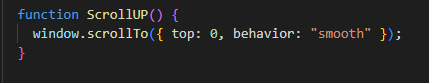 function ScrollUP() {
  window.scrollTo({ top: 0, behavior: "smooth" });
}